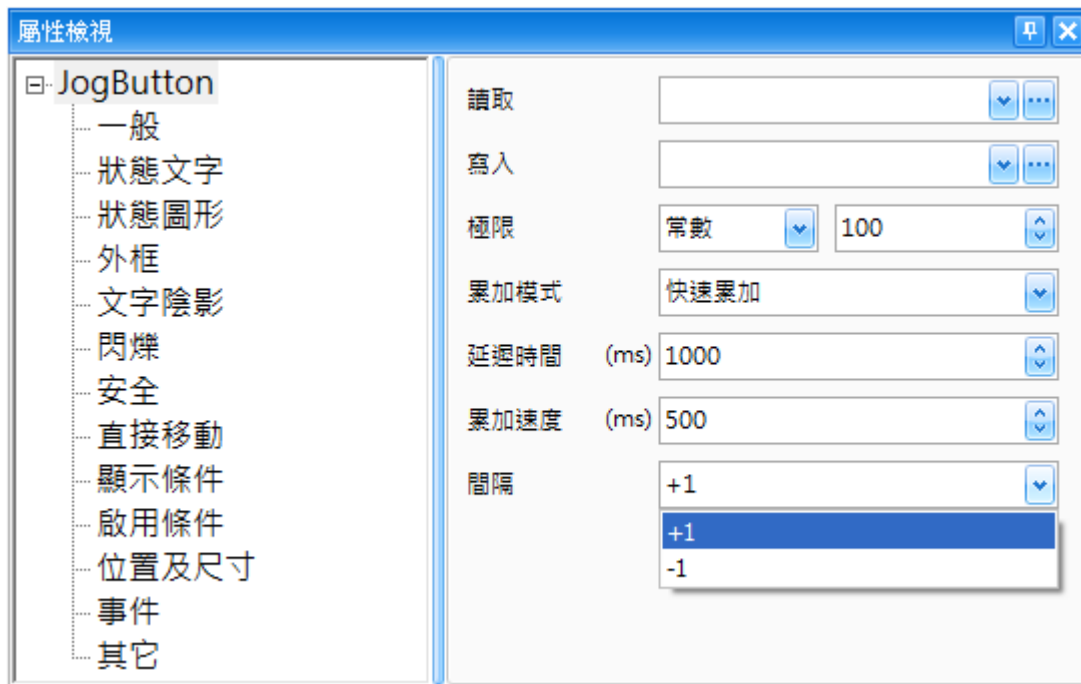 屬性檢視
JogButton
一般
狀態文字
狀態圖形
外框
文字陰影
閃爍
安全
直接移動
顯示條件
啟用條件
位置及尺寸
事件
其它
讀取
寫入
極限 常數 100
累加模式 快速累加
延遲時間 (ms) 1000
累加速度 (ms) 500
間隔 +1
+1
-1